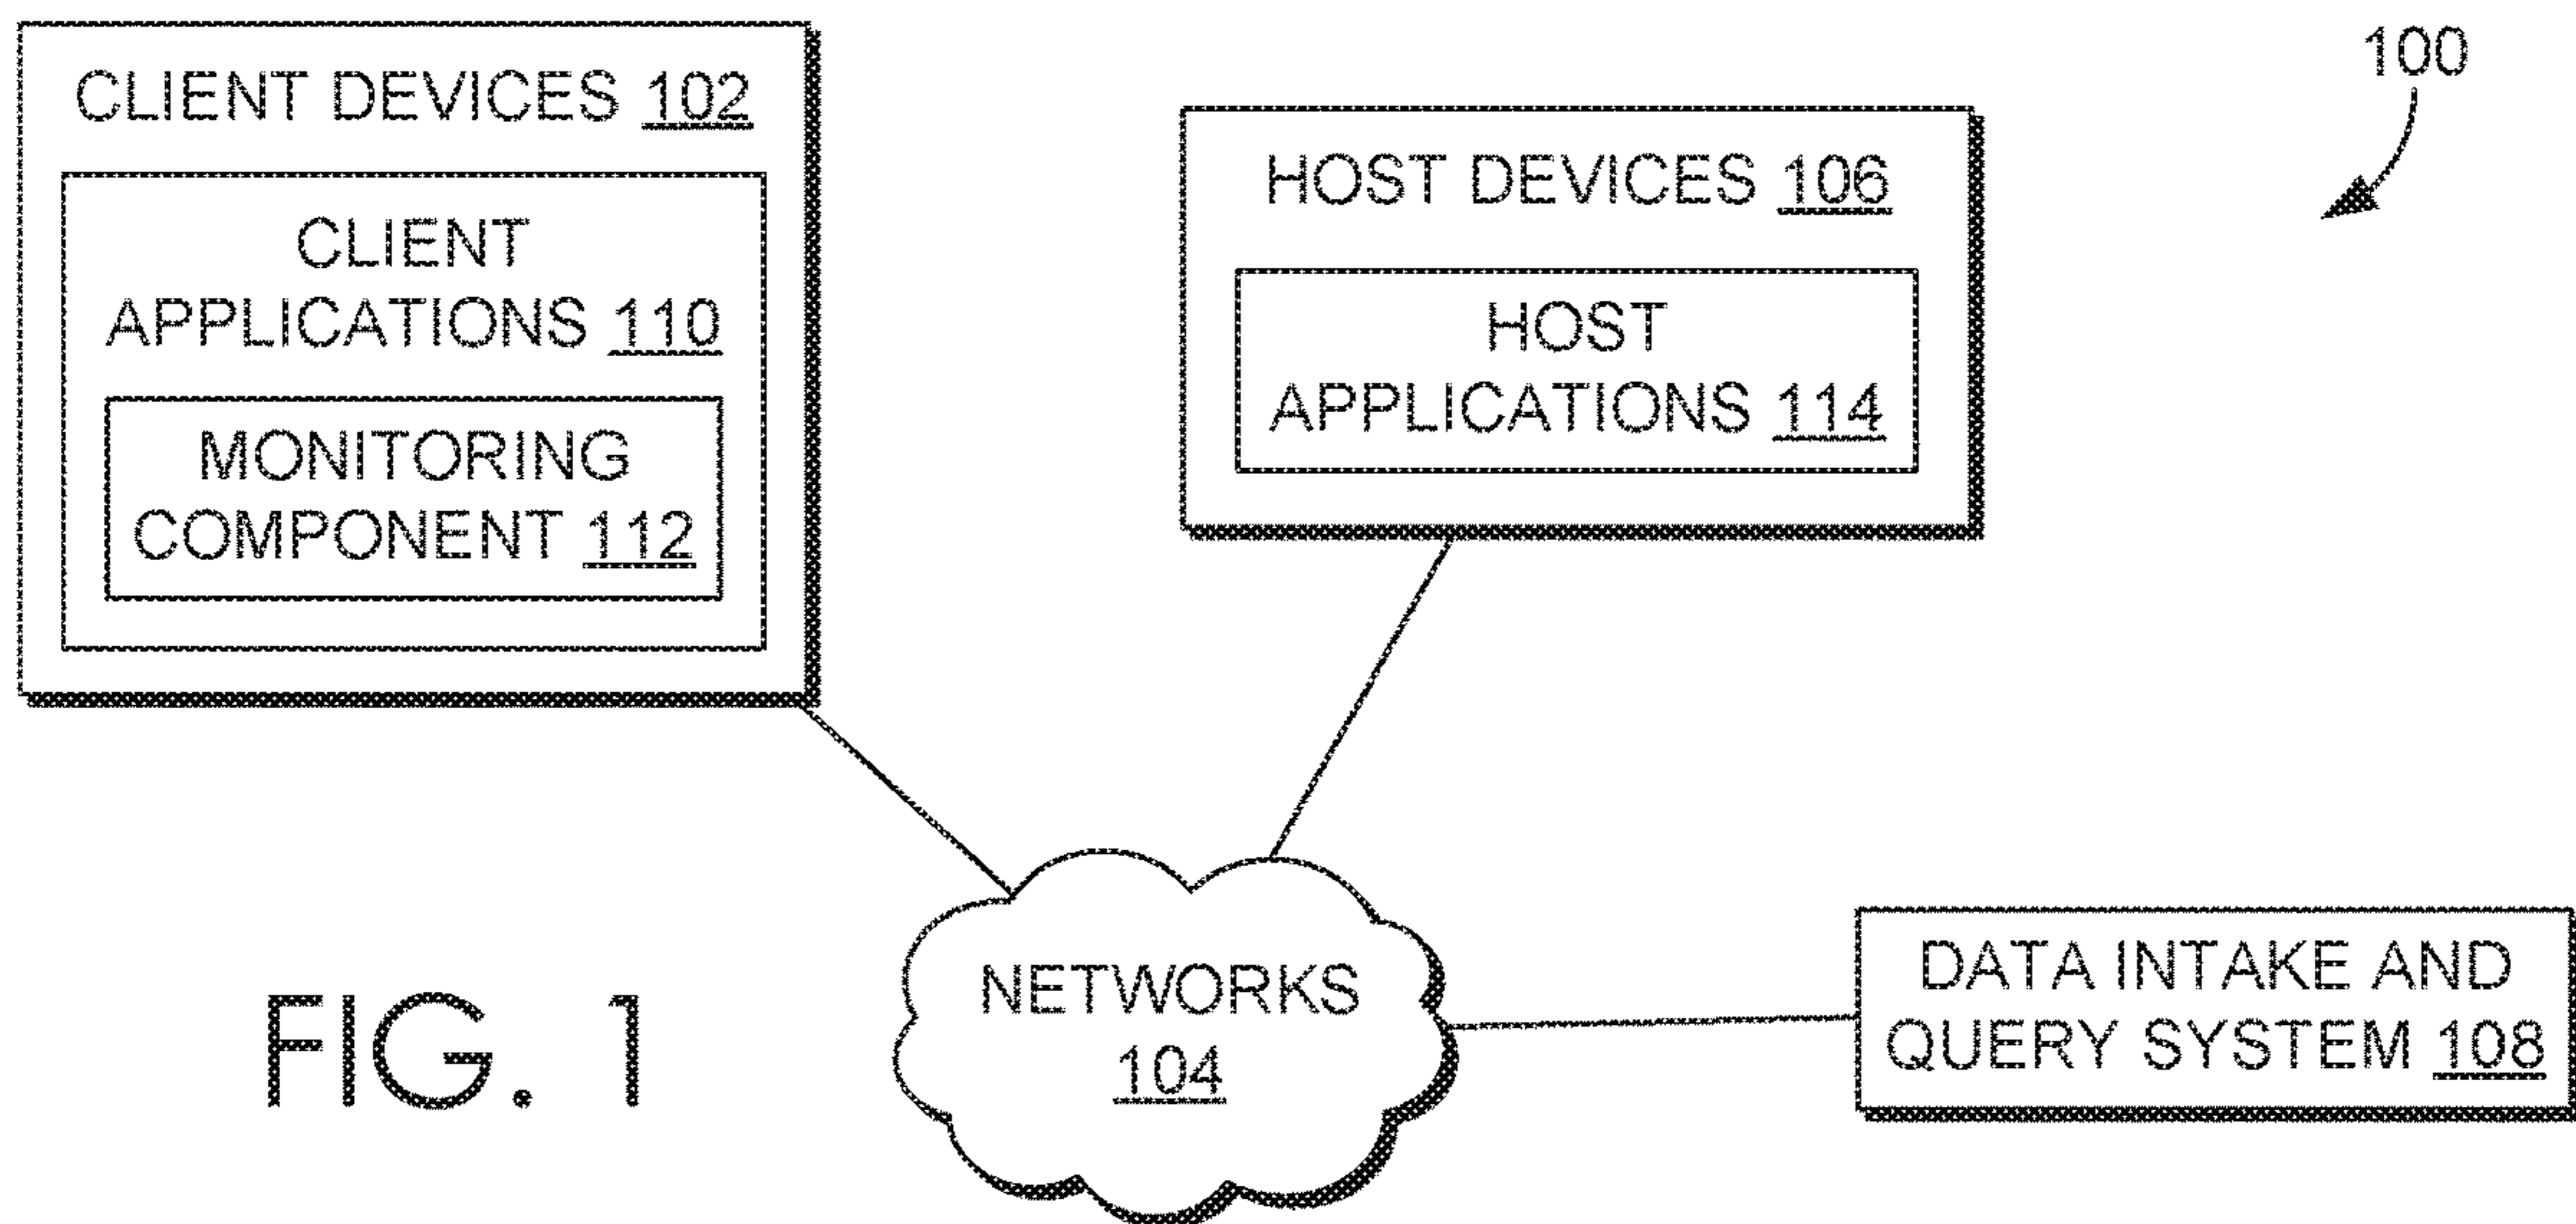 100
CLIENT DEVICES 102
CLIENT
APPLICATIONS 110
MONITORING
COMPONENT 112
HOST DEVICES 106
HOST
APPLICATIONS 114
NETWORKS
104
DATA INTAKE AND
QUERY SYSTEM 108
FIG. 1